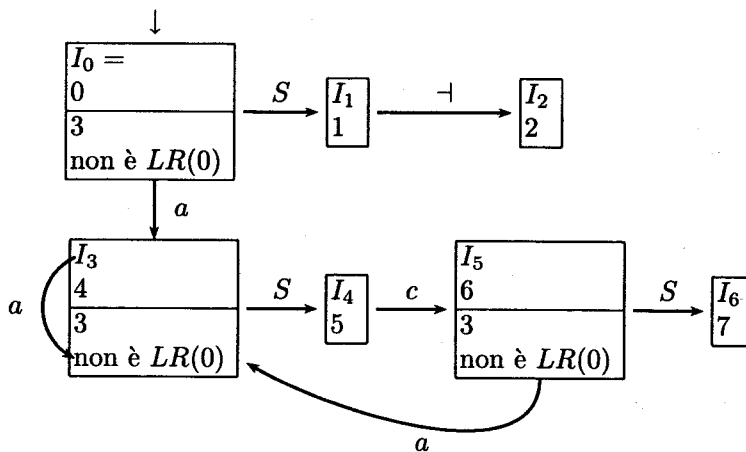 ↓
I₀ =
0
3
non è LR(0)
S
I₁
1
⊣
I₂
2
a
I₃
4
3
non è LR(0)
a
S
I₄
5
c
I₅
6
3
non è LR(0)
S
I₆
7
a